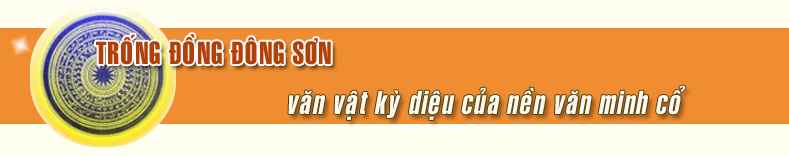 TRỐNG ĐỒNG ĐÔNG SƠN
văn vật kỳ diệu của nền văn minh cổ